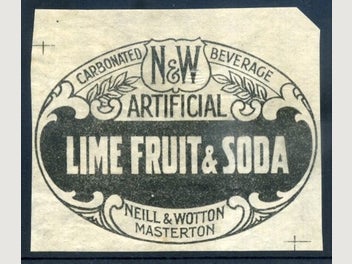 CARBONATED N&W BEVERAGE
ARTIFICIAL
LIME FRUIT & SODA
NEILL & WOTTON
MASTERTON